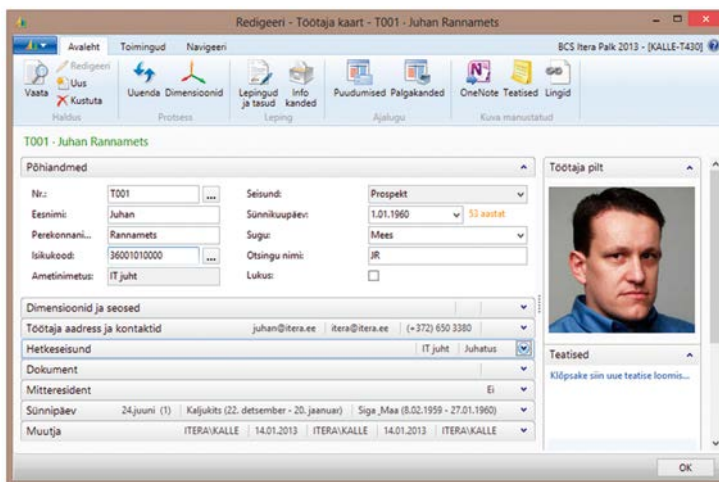 Redigeeri - Töötaja kaart - T001 · Juhan Rannamets
Avaleht Toimingud Navigeeri BCS Itera Palk 2013 - [KALLE-T430]
Vaata Redigeeri Uus Kustuta Uuenda Dimensioonid Lepingud ja tasud Info kanded Puudumised Palgakanded OneNote Teatised Lingid
Haldus Protsess Leping Ajalugu Kuva manustatud
T001 · Juhan Rannamets
Põhiandmed Töötaja pilt
Nr.: T001 ... Seisund: Prospekt
Eesnimi: Juhan Sünnikuupäev: 1.01.1960 53 aastat
Perekonnani... Rannamets Sugu: Mees
Isikukood: 36001010000 ... Otsingu nimi: JR
Ametinimetus: IT juht Lukus:
Dimensioonid ja seosed
Töötaja aadress ja kontaktid juhan@itera.ee itera@itera.ee (+372) 650 3380
Hetkeseisund IT juht Juhatus Teatised
Dokument Klõpsake siin uue teatise loomis...
Mitteresident Ei
Sünnipäev 24.juuni (1) Kaljukits (22. detsember - 20. jaanuar) Siga_Maa (8.02.1959 - 27.01.1960)
Muutja ITERA\KALLE 14.01.2013 ITERA\KALLE 14.01.2013 ITERA\KALLE
OK